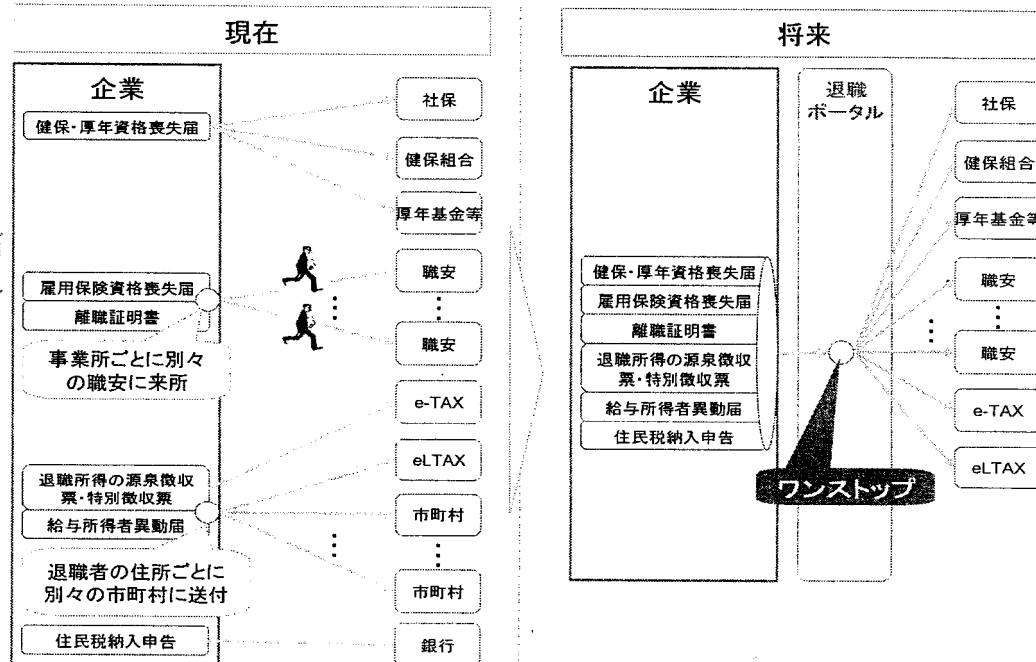 現在
企業
健保・厚年資格喪失届
雇用保険資格喪失届
離職証明書
事業所ごとに別々
の職安に来所
退職所得の源泉徴収
票・特別徴収票
給与所得者異動届
退職者の住所ごとに
別々の市町村に送付
住民税納入申告
社保
健保組合
厚年基金等
職安
職安
e-TAX
eLTAX
市町村
市町村
銀行
将来
企業
健保・厚年資格喪失届
雇用保険資格喪失届
離職証明書
退職所得の源泉徴収
票・特別徴収票
給与所得者異動届
住民税納入申告
退職
ポータル
ワンストップ
社保
健保組合
厚年基金等
職安
職安
e-TAX
eLTAX